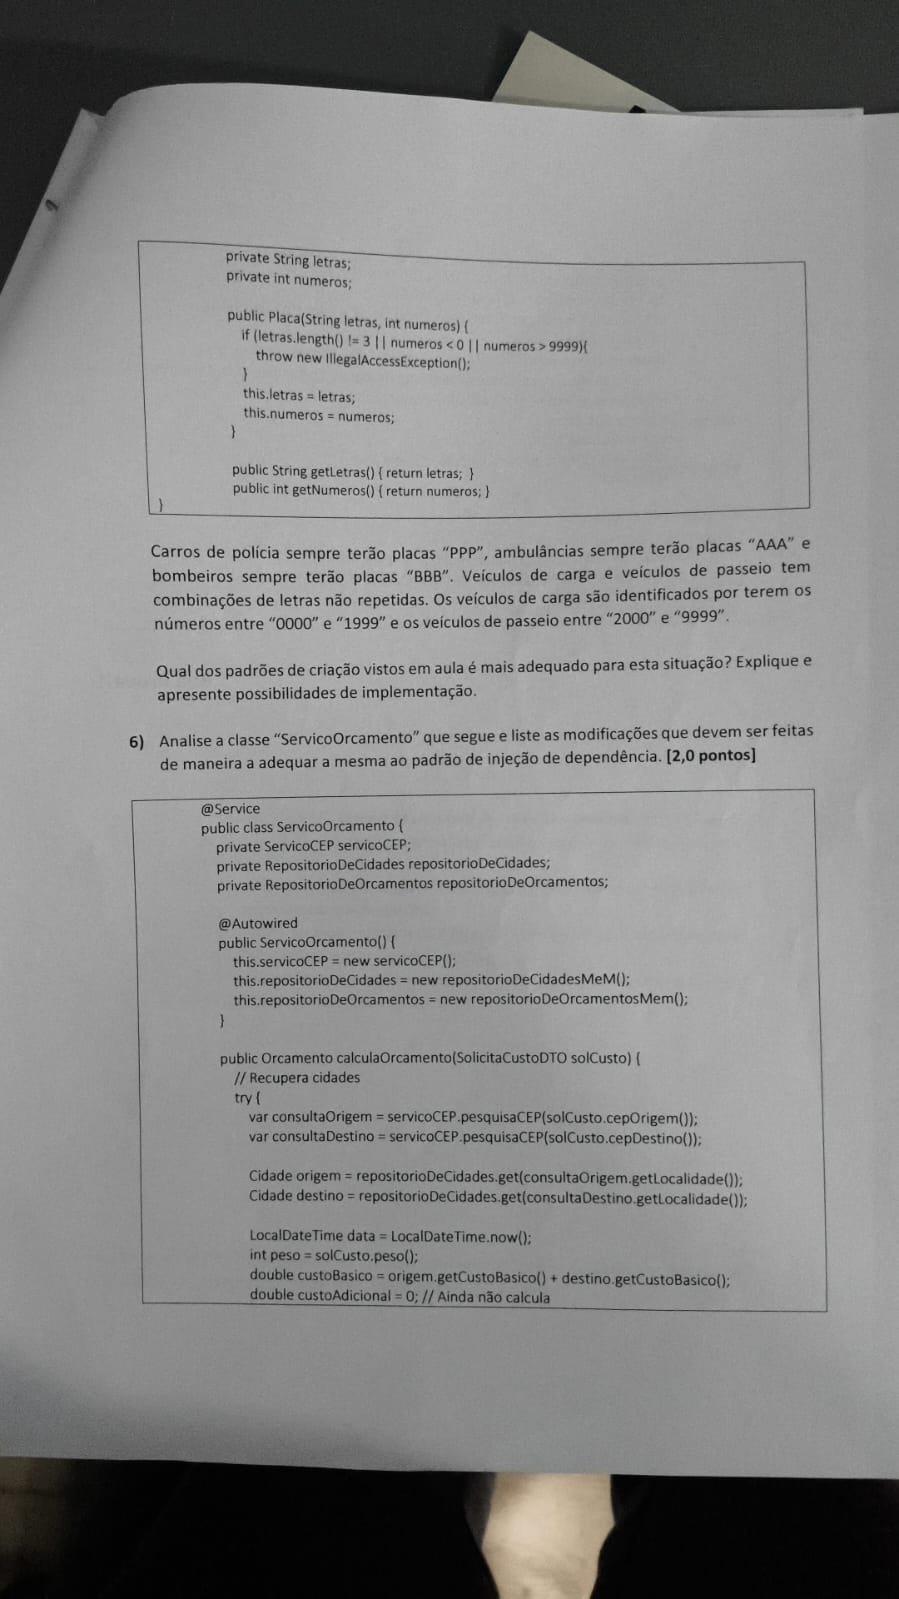 private String letras;
private int numeros;
public Placa(String letras, int numeros) {
if (letras.length() != 3 || numeros < 0 || numeros > 9999){
throw new IllegalAccessException();
}
this.letras = letras;
this.numeros = numeros;
}
public String getLetras() { return letras; }
public int getNumeros() { return numeros; }
}
Carros de polícia sempre terão placas “PPP”, ambulâncias sempre terão placas “AAA” e
bombeiros sempre terão placas “BBB”. Veículos de carga e veículos de passeio tem
combinações de letras não repetidas. Os veículos de carga são identificados por terem os
números entre “0000” e “1999” e os veículos de passeio entre “2000” e “9999”.
Qual dos padrões de criação vistos em aula é mais adequado para esta situação? Explique e
apresente possibilidades de implementação.
6) Analise a classe “ServicoOrcamento” que segue e liste as modificações que devem ser feitas
de maneira a adequar a mesma ao padrão de injeção de dependência. [2,0 pontos]
@Service
public class ServicoOrcamento {
private ServicoCEP servicoCEP;
private RepositorioDeCidades repositorioDeCidades;
private RepositorioDeOrcamentos repositorioDeOrcamentos;
@Autowired
public ServicoOrcamento() {
this.servicoCEP = new servicoCEP();
this.repositorioDeCidades = new repositorioDeCidadesMeM();
this.repositorioDeOrcamentos = new repositorioDeOrcamentosMem();
}
public Orcamento calculaOrcamento(SolicitaCustoDTO solCusto) {
// Recupera cidades
try {
var consultaOrigem = servicoCEP.pesquisaCEP(solCusto.cepOrigem());
var consultaDestino = servicoCEP.pesquisaCEP(solCusto.cepDestino());
Cidade origem = repositorioDeCidades.get(consultaOrigem.getLocalidade());
Cidade destino = repositorioDeCidades.get(consultaDestino.getLocalidade());
LocalDateTime data = LocalDateTime.now();
int peso = solCusto.peso();
double custoBasico = origem.getCustoBasico() + destino.getCustoBasico();
double custoAdicional = 0; // Ainda não calcula